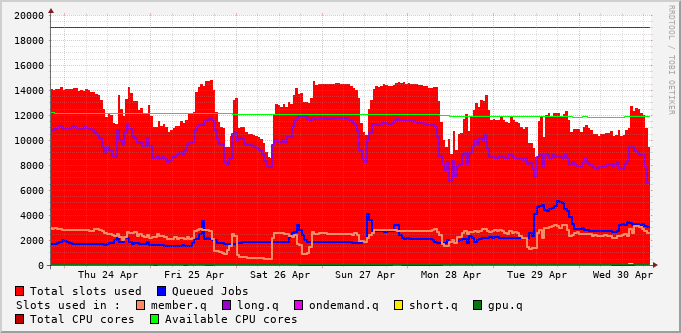 20000
18000
16000
14000
12000
10000
8000
6000
4000
2000
0
Thu 24 Apr Fri 25 Apr Sat 26 Apr Sun 27 Apr Mon 28 Apr Tue 29 Apr Wed 30 Apr
Total slots used Queued Jobs
Slots used in : member.q long.q ondemand.q short.q gpu.q
Total CPU cores Available CPU cores
RRDTOOL / TOBI OETIKER